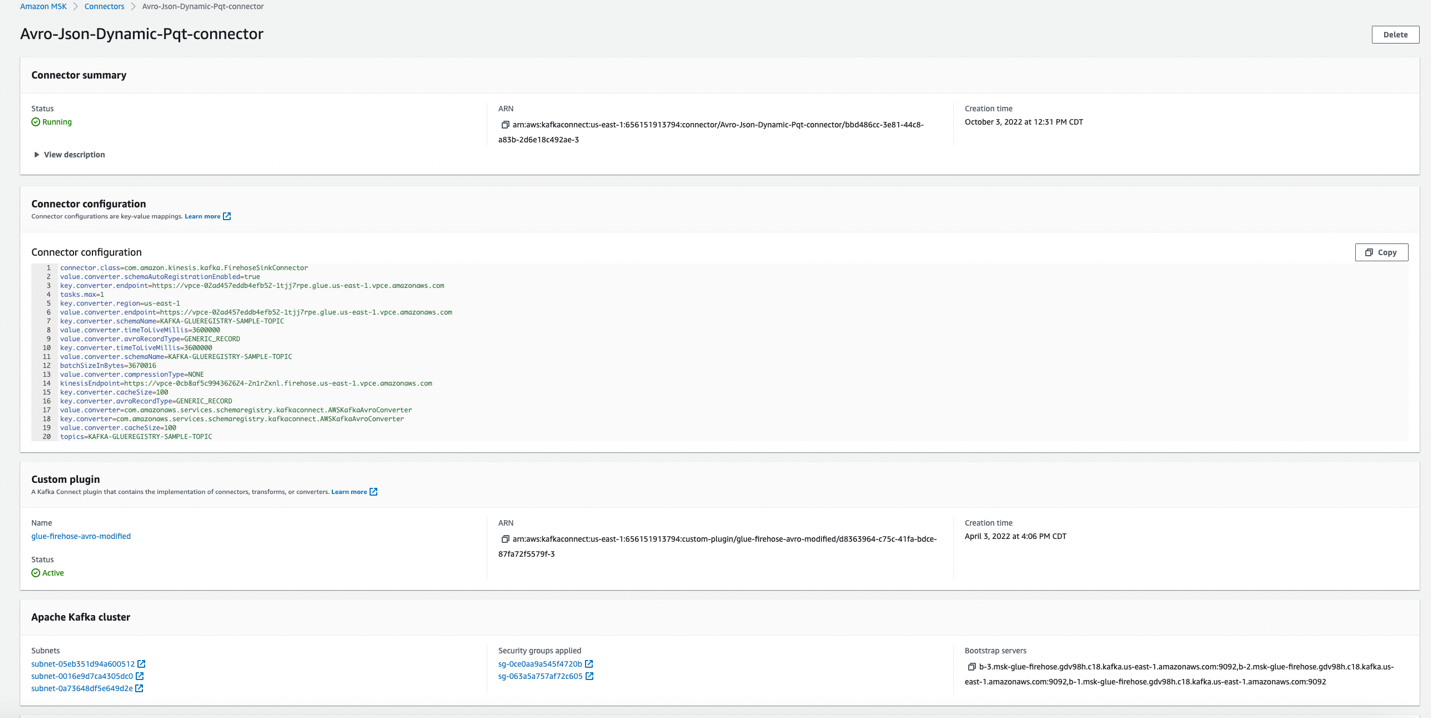 Amazon MSK > Connectors > Avro-Json-Dynamic-Pqt-connector
Avro-Json-Dynamic-Pqt-connector
Delete
Connector summary
Status
Running
View description
ARN
arn:aws:kafkaconnect:us-east-1:656151913794:connector/Avro-Json-Dynamic-Pqt-connector/bbd486cc-3e81-44c8-
a83b-2d6e18c492ae-3
Creation time
October 3, 2022 at 12:31 PM CDT
Connector configuration
Connector configurations are key-value mappings. Learn more
Connector configuration
Copy
1 connector.class=com.amazon.kinesis.kafka.FirehoseSinkConnector
2 value.converter.schemaAutoRegistrationEnabled=true
3 key.converter.endpoint=https://vpce-02ad457eddb4efb52-1tjj7rpe.glue.us-east-1.vpce.amazonaws.com
4 tasks.max=1
5 key.converter.region=us-east-1
6 value.converter.endpoint=https://vpce-02ad457eddb4efb52-1tjj7rpe.glue.us-east-1.vpce.amazonaws.com
7 key.converter.schemaName=KAFKA-GLUEREGISTRY-SAMPLE-TOPIC
8 value.converter.timeToLiveMillis=3600000
9 value.converter.avroRecordType=GENERIC_RECORD
10 key.converter.timeToLiveMillis=3600000
11 value.converter.schemaName=KAFKA-GLUEREGISTRY-SAMPLE-TOPIC
12 batchSizeInBytes=3670016
13 value.converter.compressionType=NONE
14 kinesisEndpoint=https://vpce-0cb8af5c994362624-2n1r2xnl.firehose.us-east-1.vpce.amazonaws.com
15 key.converter.cacheSize=100
16 key.converter.avroRecordType=GENERIC_RECORD
17 value.converter=com.amazonaws.services.schemaregistry.kafkaconnect.AWSKafkaAvroConverter
18 key.converter=com.amazonaws.services.schemaregistry.kafkaconnect.AWSKafkaAvroConverter
19 value.converter.cacheSize=100
20 topics=KAFKA-GLUEREGISTRY-SAMPLE-TOPIC
Custom plugin
A Kafka Connect plugin that contains the implementation of connectors, transforms, or converters. Learn more
Name
glue-firehose-avro-modified
Status
Active
ARN
arn:aws:kafkaconnect:us-east-1:656151913794:custom-plugin/glue-firehose-avro-modified/d8363964-c75c-41fa-bdce-
87fa72f5579f-3
Creation time
April 3, 2022 at 4:06 PM CDT
Apache Kafka cluster
Subnets
subnet-05eb351d94a600512
subnet-0016e9d7ca4305dc0
subnet-0a73648df5e649d2e
Security groups applied
sg-0ce0aa9a545f4720b
sg-063a5a757af72c605
Bootstrap servers
b-3.msk-glue-firehose.gdv98h.c18.kafka.us-east-1.amazonaws.com:9092,b-2.msk-glue-firehose.gdv98h.c18.kafka.us-
east-1.amazonaws.com:9092,b-1.msk-glue-firehose.gdv98h.c18.kafka.us-east-1.amazonaws.com:9092